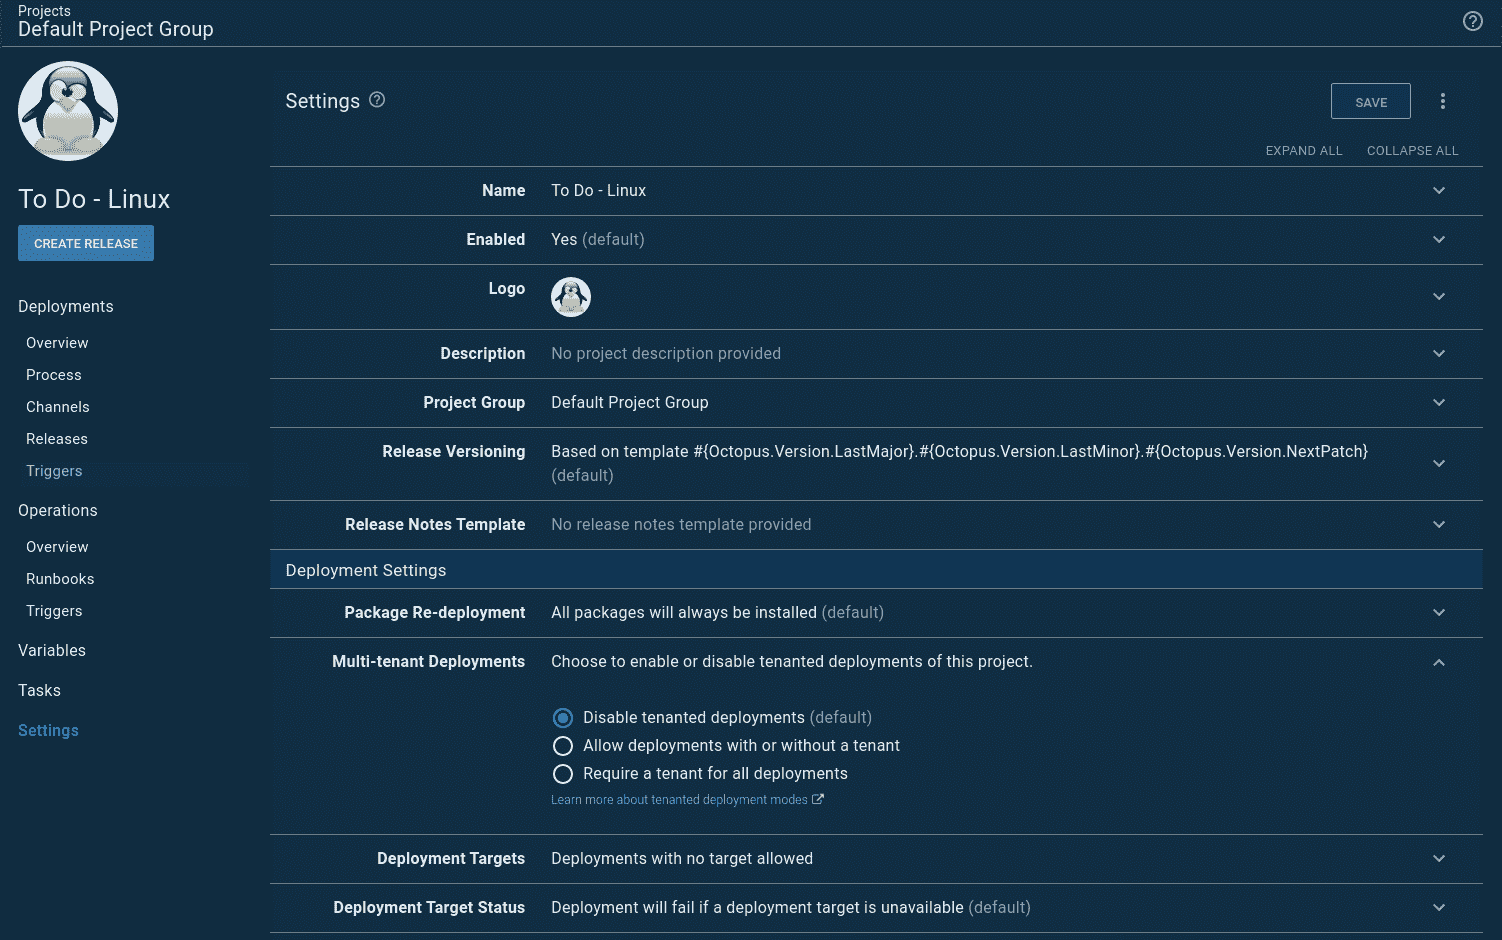 Projects
Default Project Group
To Do - Linux
CREATE RELEASE
Deployments
Overview
Process
Channels
Releases
Triggers
Operations
Overview
Runbooks
Triggers
Variables
Tasks
Settings
Settings
SAVE
EXPAND ALL COLLAPSE ALL
Name To Do - Linux
Enabled Yes (default)
Logo
Description No project description provided
Project Group Default Project Group
Release Versioning Based on template #{Octopus.Version.LastMajor}.#{Octopus.Version.LastMinor}.#{Octopus.Version.NextPatch}
(default)
Release Notes Template No release notes template provided
Deployment Settings
Package Re-deployment All packages will always be installed (default)
Multi-tenant Deployments Choose to enable or disable tenanted deployments of this project.
Disable tenanted deployments (default)
Allow deployments with or without a tenant
Require a tenant for all deployments
Learn more about tenanted deployment modes
Deployment Targets Deployments with no target allowed
Deployment Target Status Deployment will fail if a deployment target is unavailable (default)